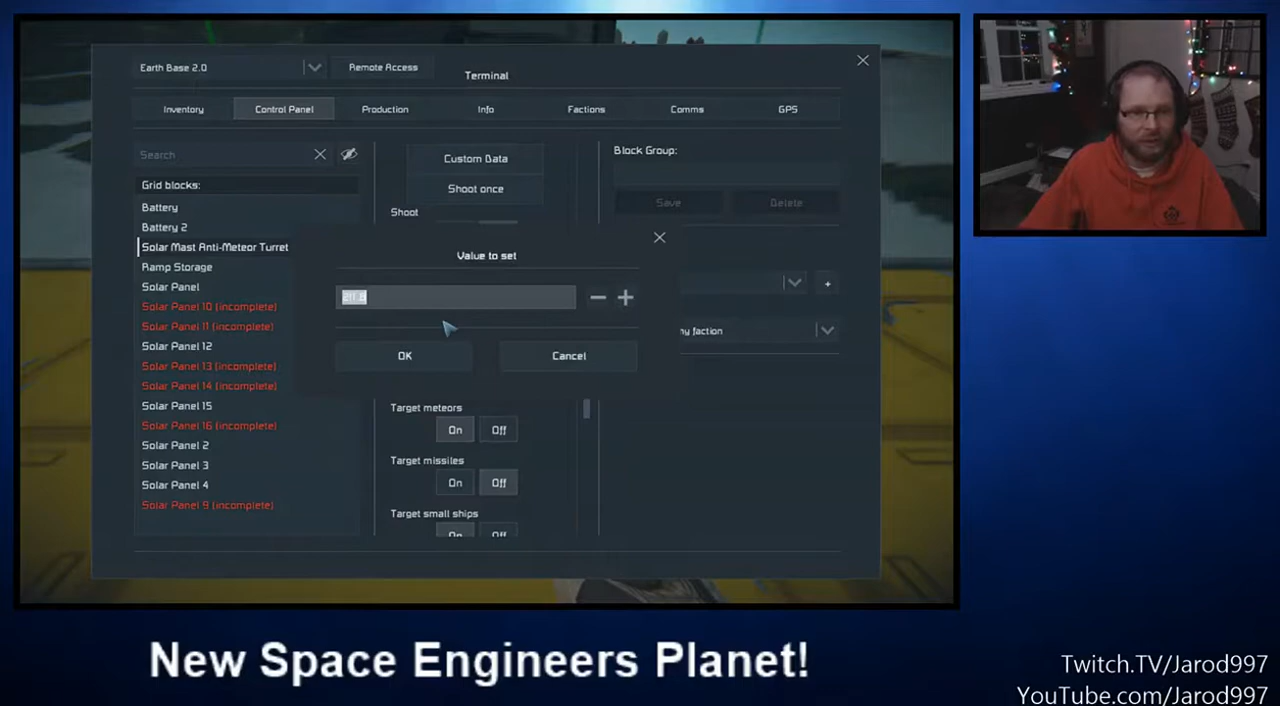 Earth Base 2.0
Remote Access
Terminal
Inventory
Control Panel
Production
Info
Factions
Comms
GPS
Search
Grid blocks:
Battery
Battery 2
Solar Mast Anti-Meteor Turret
Ramp Storage
Solar Panel
Solar Panel 10 (incomplete)
Solar Panel 11 (incomplete)
Solar Panel 12
Solar Panel 13 (incomplete)
Solar Panel 14 (incomplete)
Solar Panel 15
Solar Panel 16 (incomplete)
Solar Panel 2
Solar Panel 3
Solar Panel 4
Solar Panel 9 (incomplete)
Custom Data
Shoot once
Shoot
Value to set
OK
Cancel
Target meteors
On Off
Target missiles
On Off
Target small ships
On Off
Block Group:
Save
Delete
faction
New Space Engineers Planet!
Twitch.TV/Jarod997
YouTube.com/Jarod997